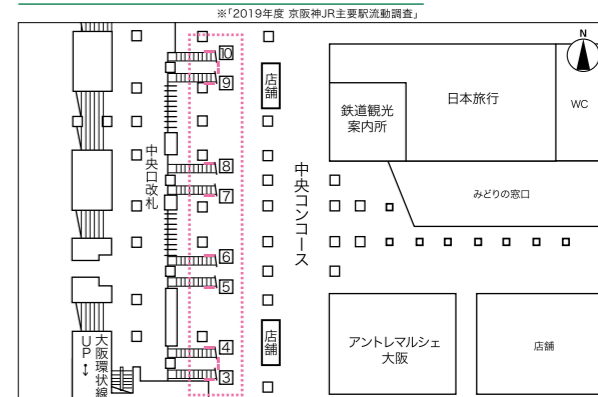 ※「2019年度 京阪神JR主要駅流動調査」
N
⑩
⑨
店舗
日本旅行
鉄道観光
案内所
WC
中央口改札
⑧
⑦
中央コンコース
みどりの窓口
⑥
⑤
大阪環状線
UP→
④
③
店舗
アントレマルシェ
大阪
店舗